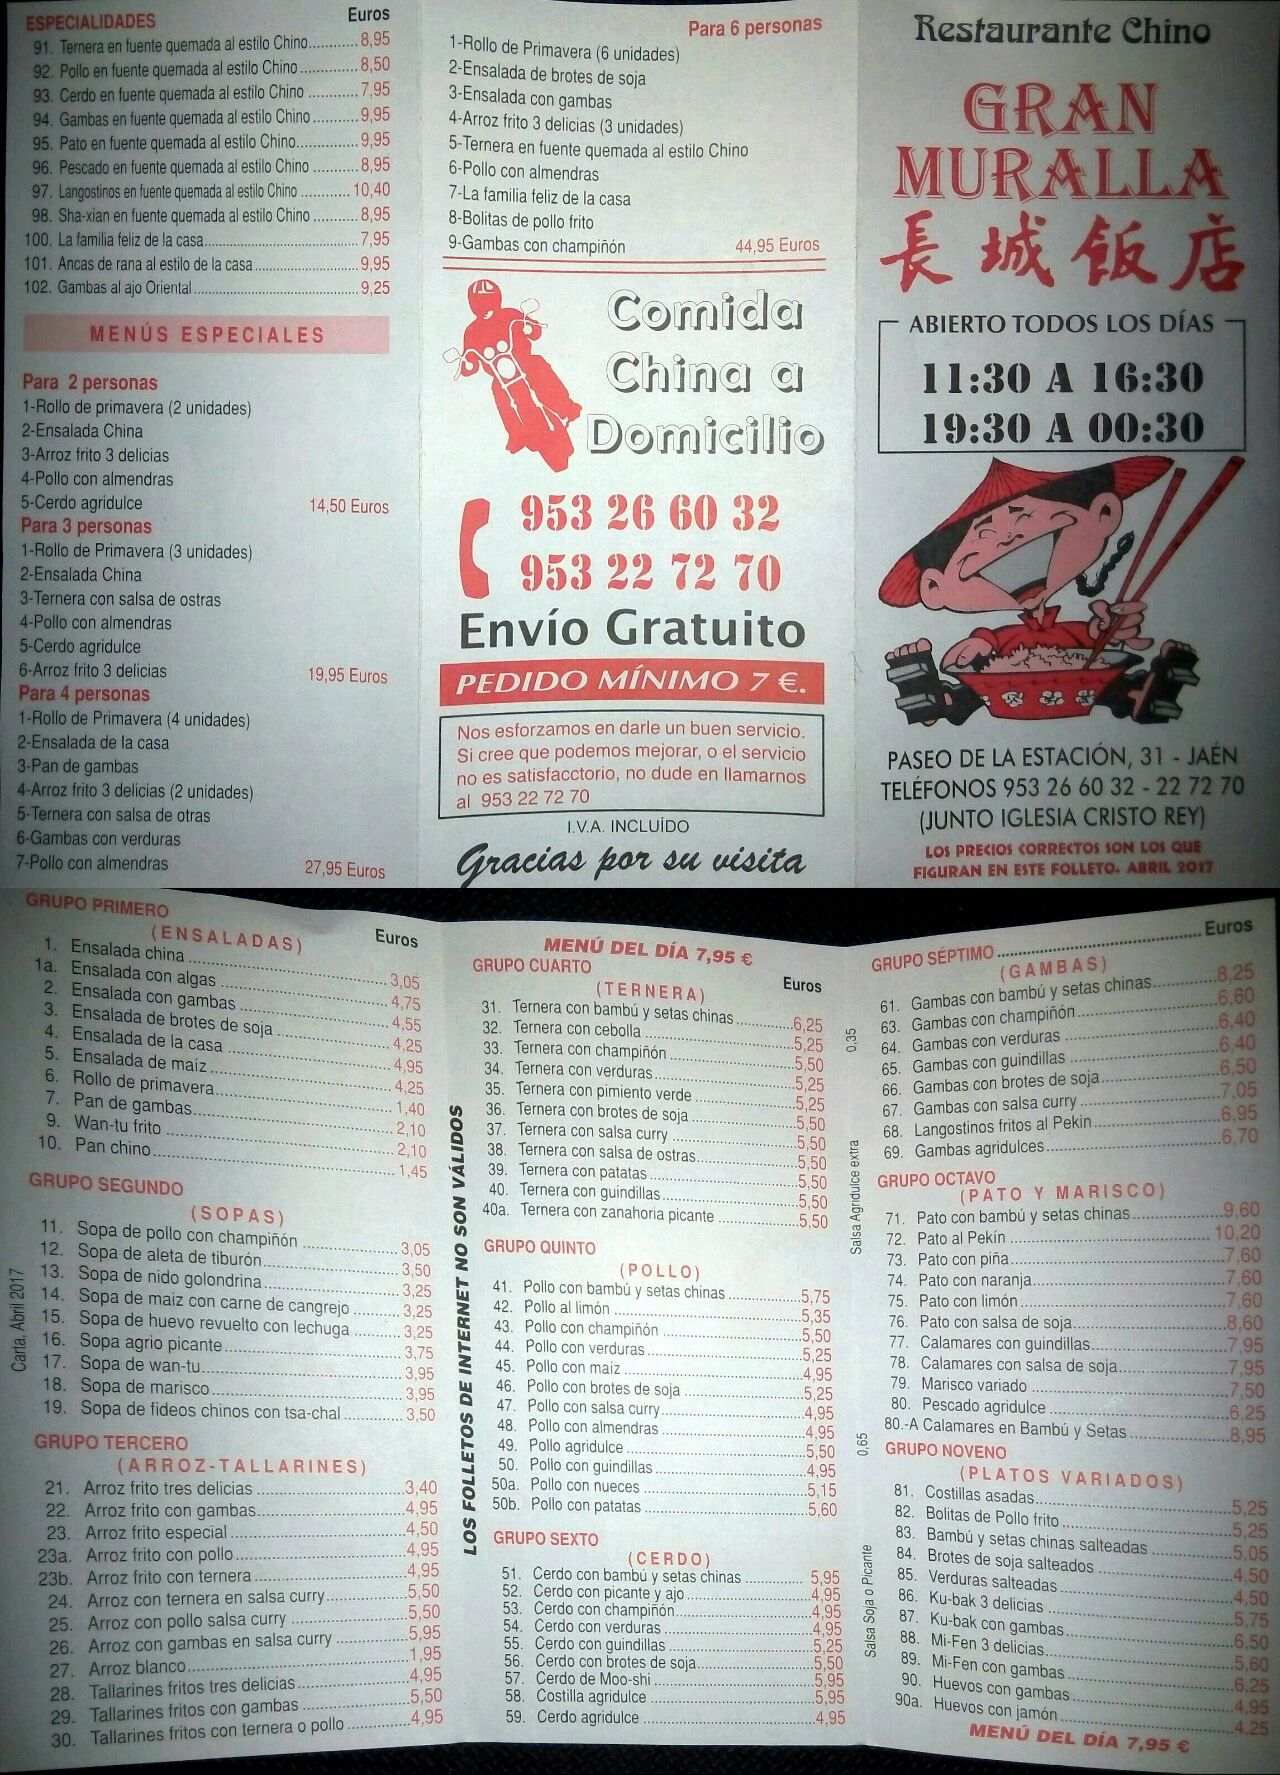 ESPECIALIDADES Euros
91. Ternera en fuente quemada al estilo Chino............8,95
92. Pollo en fuente quemada al estilo Chino.............8,50
93. Cerdo en fuente quemada al estilo Chino ............7,95
94. Gambas en fuente quemada al estilo Chino..........9,95
95. Pato en fuente quemada al estilo Chino..............9,95
96. Pescado en fuente quemada al estilo Chino ..........8,95
97. Langostinos en fuente quemada al estilo Chino ........... 10,40
98. Sha-xian en fuente quemada al estilo Chino ..........8,95
100. La familia feliz de la casa...................................7,95
101. Ancas de rana al estilo de la casa........................9,95
102. Gambas al ajo Oriental.....................................9,25
MENÚS ESPECIALES
Para 2 personas
1-Rollo de primavera (2 unidades)
2-Ensalada China
3-Arroz frito 3 delicias
4-Pollo con almendras
5-Cerdo agridulce 14,50 Euros
Para 3 personas
1-Rollo de Primavera (3 unidades)
2-Ensalada China
3-Ternera con salsa de ostras
4-Pollo con almendras
5-Cerdo agridulce
6-Arroz frito 3 delicias 19,95 Euros
Para 4 personas
1-Rollo de Primavera (4 unidades)
2-Ensalada de la casa
3-Pan de gambas
4-Arroz frito 3 delicias (2 unidades)
5-Ternera con salsa de otras
6-Gambas con verduras
7-Pollo con almendras 27,95 Euros
Para 6 personas
1-Rollo de Primavera (6 unidades)
2-Ensalada de brotes de soja
3-Ensalada con gambas
4-Arroz frito 3 delicias (3 unidades)
5-Ternera en fuente quemada al estilo Chino
6-Pollo con almendras
7-La familia feliz de la casa
8-Bolitas de pollo frito
9-Gambas con champiñón 44,95 Euros
Comida
China a
Domicilio
953 26 60 32
953 22 72 70
Envío Gratuito
PEDIDO MÍNIMO 7 €.
Nos esforzamos en darle un buen servicio.
Si cree que podemos mejorar, o el servicio
no es satisfacctorio, no dude en llamarnos
al 953 22 72 70
I.V.A. INCLUÍDO
Gracias por su visita
Restaurante Chino
GRAN
MURALLA
長城飯店
ABIERTO TODOS LOS DÍAS
11:30 A 16:30
19:30 A 00:30
PASEO DE LA ESTACIÓN, 31 - JAÉN
TELÉFONOS 953 26 60 32 - 22 72 70
(JUNTO IGLESIA CRISTO REY)
LOS PRECIOS CORRECTOS SON LOS QUE
FIGURAN EN ESTE FOLLETO. ABRIL 2017
GRUPO PRIMERO
(ENSALADAS) Euros
1. Ensalada china ........ 3,05
1a. Ensalada con algas ........ 4,75
2. Ensalada con gambas ........ 4,55
3. Ensalada de brotes de soja ........ 4,25
4. Ensalada de la casa ........ 4,95
5. Ensalada de maíz ........ 4,25
6. Rollo de primavera ........ 1,40
7. Pan de gambas ........ 2,10
9. Wan-tu frito ........ 2,10
10. Pan chino ........ 1,45
GRUPO SEGUNDO
(SOPAS)
11. Sopa de pollo con champiñón ........ 3,05
12. Sopa de aleta de tiburón ........ 3,50
13. Sopa de nido golondrina ........ 3,25
14. Sopa de maiz con carne de cangrejo ........ 3,25
15. Sopa de huevo revuelto con lechuga ........ 3,25
16. Sopa agrio picante ........ 3,75
17. Sopa de wan-tu ........ 3,95
18. Sopa de marisco ........ 3,95
19. Sopa de fideos chinos con tsa-chal ........ 3,50
GRUPO TERCERO
(ARROZ-TALLARINES)
21. Arroz frito tres delicias ........ 3,40
22. Arroz frito con gambas ........ 4,95
23. Arroz frito especial ........ 4,50
23a. Arroz frito con pollo ........ 4,95
23b. Arroz frito con ternera ........ 4,95
24. Arroz con ternera en salsa curry ........ 5,50
25. Arroz con pollo salsa curry ........ 5,50
26. Arroz con gambas en salsa curry ........ 5,95
27. Arroz blanco ........ 1,95
28. Tallarines fritos tres delicias ........ 4,95
29. Tallarines fritos con gambas ........ 5,50
30. Tallarines fritos con ternera o pollo ........ 4,95
Carta. Abril 2017
LOS FOLLETOS DE INTERNET NO SON VÁLIDOS
MENÚ DEL DÍA 7,95 €
GRUPO CUARTO
(TERNERA) Euros
31. Ternera con bambú y setas chinas ........ 6,25
32. Ternera con cebolla ........ 5,25
33. Ternera con champiñón ........ 5,50
34. Ternera con verduras ........ 5,25
35. Ternera con pimiento verde ........ 5,25
36. Ternera con brotes de soja ........ 5,50
37. Ternera con salsa curry ........ 5,50
38. Ternera con salsa de ostras ........ 5,50
39. Ternera con patatas ........ 5,50
40. Ternera con guindillas ........ 5,50
40a. Ternera con zanahoria picante ........ 5,50
GRUPO QUINTO
(POLLO)
41. Pollo con bambú y setas chinas ........ 5,75
42. Pollo al limón ........ 5,35
43. Pollo con champiñón ........ 5,50
44. Pollo con verduras ........ 5,25
45. Pollo con maiz ........ 4,95
46. Pollo con brotes de soja ........ 5,25
47. Pollo con salsa curry ........ 4,95
48. Pollo con almendras ........ 4,95
49. Pollo agridulce ........ 5,50
50. Pollo con guindillas ........ 4,95
50a. Pollo con nueces ........ 5,15
50b. Pollo con patatas ........ 5,60
GRUPO SEXTO
(CERDO)
51. Cerdo con bambú y setas chinas ........ 5,95
52. Cerdo con picante y ajo ........ 4,95
53. Cerdo con champiñón ........ 4,95
54. Cerdo con verduras ........ 4,95
55. Cerdo con guindillas ........ 5,25
56. Cerdo con brotes de soja ........ 5,50
57. Cerdo de Moo-shi ........ 5,95
58. Costilla agridulce ........ 5,95
59. Cerdo agridulce ........ 4,95
Salsa Agridulce extra 0,35
Salsa Soja o Picante 0,65
GRUPO SÉPTIMO ........ Euros
(GAMBAS)
61. Gambas con bambú y setas chinas ........ 8,25
63. Gambas con champiñón ........ 6,60
64. Gambas con verduras ........ 6,40
65. Gambas con guindillas ........ 6,40
66. Gambas con brotes de soja ........ 6,50
67. Gambas con salsa curry ........ 7,05
68. Langostinos fritos al Pekín ........ 6,95
69. Gambas agridulces ........ 6,70
GRUPO OCTAVO
(PATO Y MARISCO)
71. Pato con bambú y setas chinas ........ 9,60
72. Pato al Pekín ........ 10,20
73. Pato con piña ........ 7,60
74. Pato con naranja ........ 7,60
75. Pato con limón ........ 7,60
76. Pato con salsa de soja ........ 8,60
77. Calamares con guindillas ........ 7,95
78. Calamares con salsa de soja ........ 7,95
79. Marisco variado ........ 7,50
80. Pescado agridulce ........ 6,25
80.-A Calamares en Bambú y Setas ........ 8,95
GRUPO NOVENO
(PLATOS VARIADOS)
81. Costillas asadas ........ 5,25
82. Bolitas de Pollo frito ........ 5,25
83. Bambú y setas chinas salteadas ........ 5,05
84. Brotes de soja salteados ........ 4,50
85. Verduras salteadas ........ 4,50
86. Ku-bak 3 delicias ........ 5,75
87. Ku-bak con gambas ........ 6,50
88. Mi-Fen 3 delicias ........ 5,60
89. Mi-Fen con gambas ........ 6,25
90. Huevos con gambas ........ 4,95
90a. Huevos con jamón ........ 4,25
MENÚ DEL DÍA 7,95 €